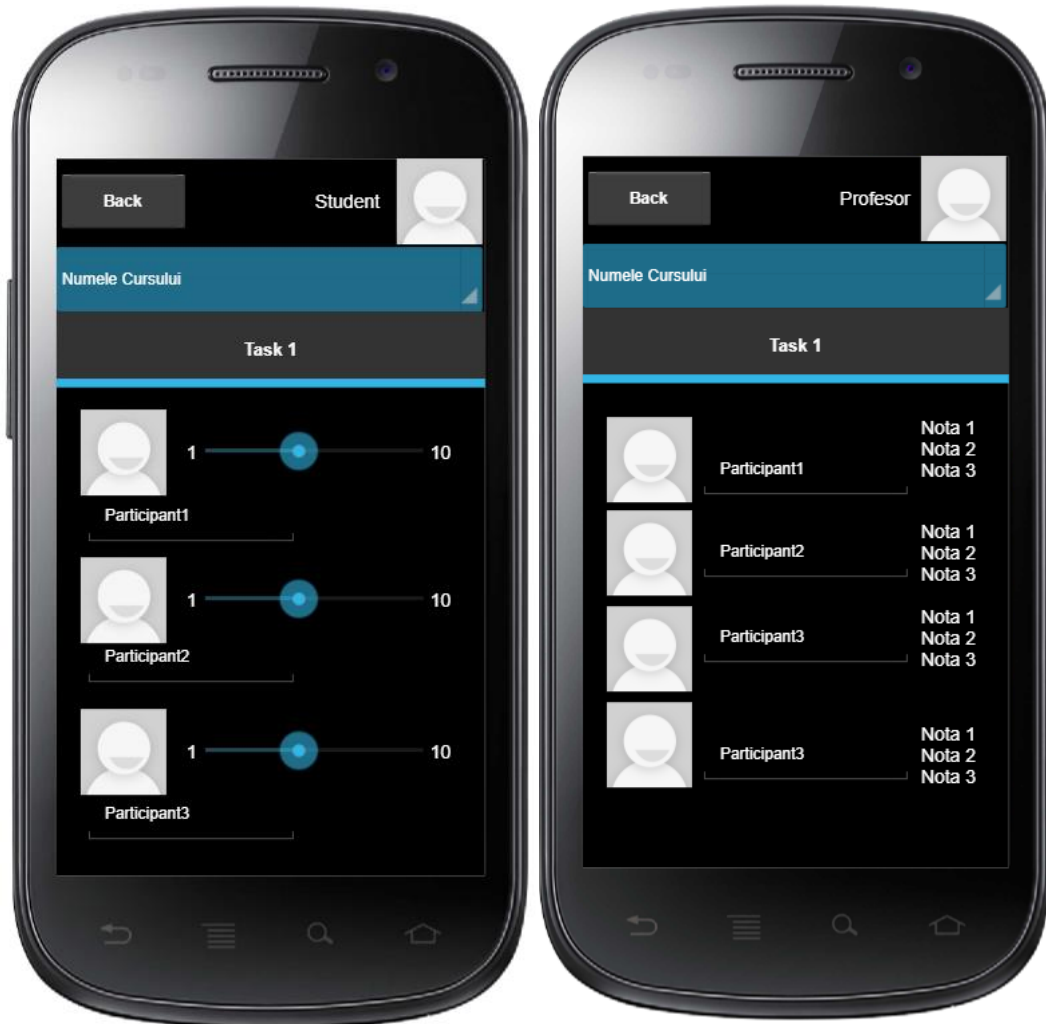 Back
Student
Numele Cursului
Task 1
1
10
Participant1
1
10
Participant2
1
10
Participant3
Back
Profesor
Numele Cursului
Task 1
Participant1
Nota 1
Nota 2
Nota 3
Participant2
Nota 1
Nota 2
Nota 3
Participant3
Nota 1
Nota 2
Nota 3
Participant3
Nota 1
Nota 2
Nota 3